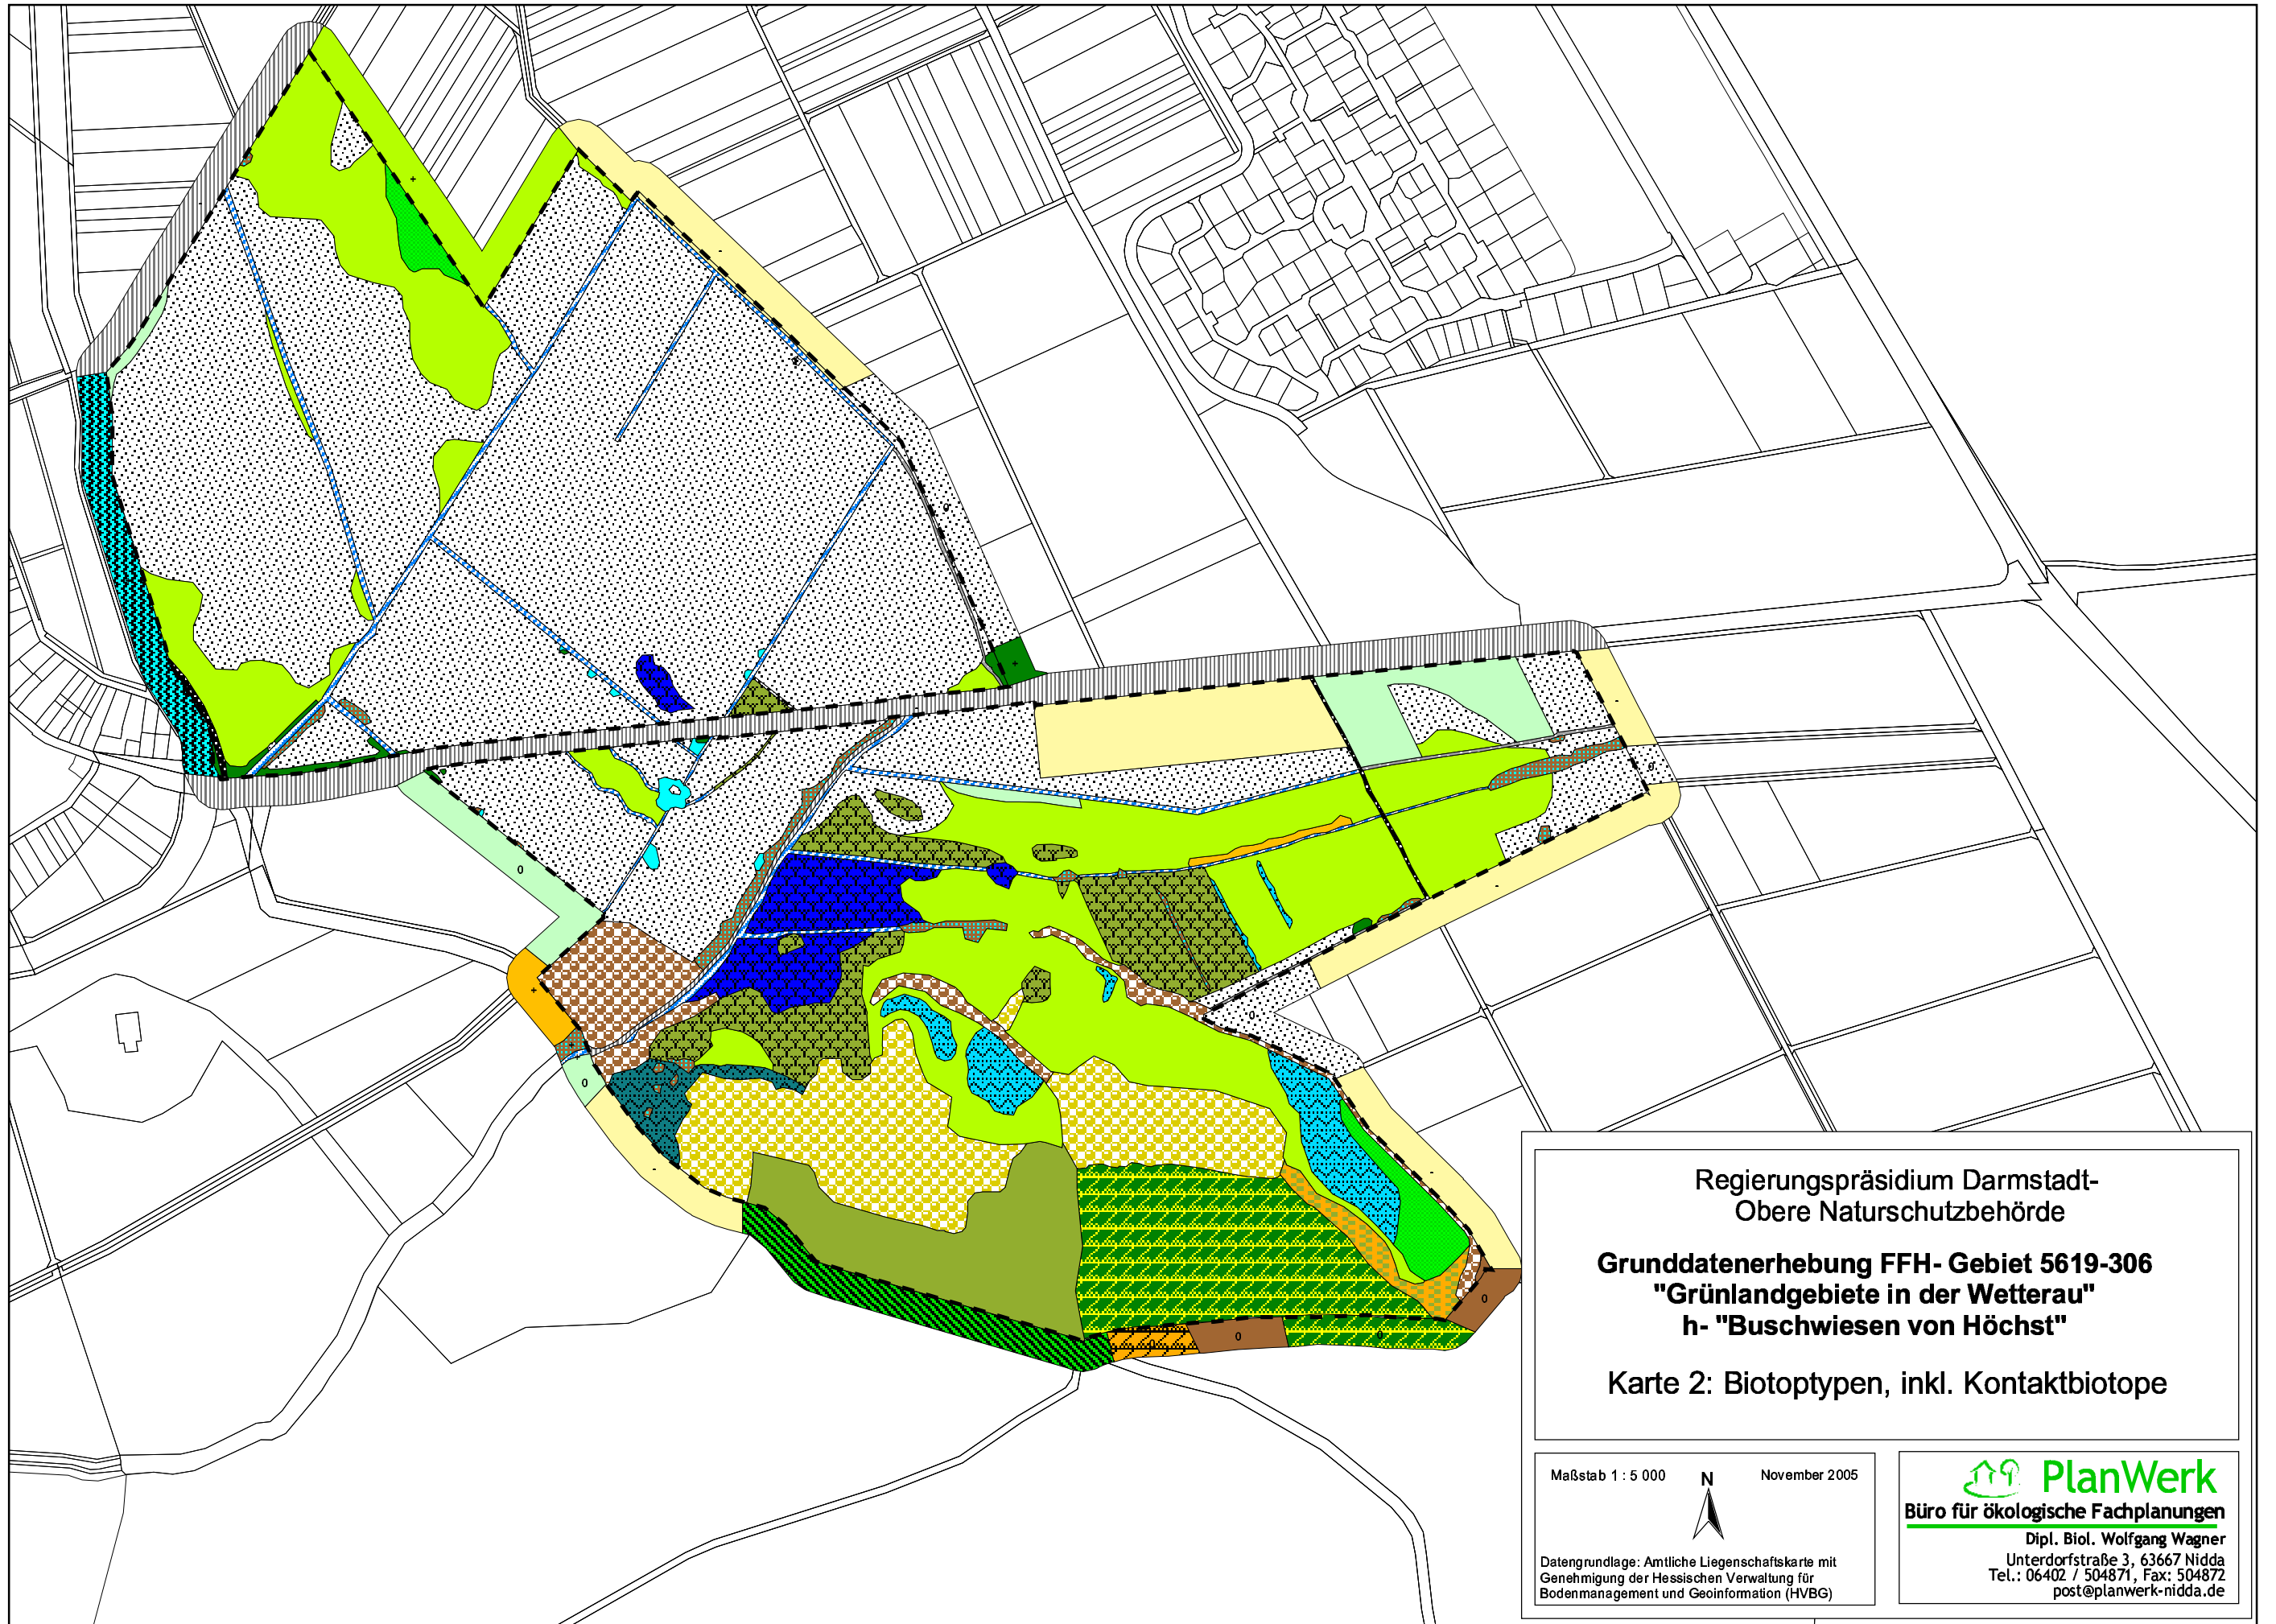 Regierungspräsidium Darmstadt-
Obere Naturschutzbehörde
Grunddatenerhebung FFH- Gebiet 5619-306
"Grünlandgebiete in der Wetterau"
h- "Buschwiesen von Höchst"
Karte 2: Biotoptypen, inkl. Kontaktbiotope
Maßstab 1 : 5 000
N
November 2005
Datengrundlage: Amtliche Liegenschaftskarte mit
Genehmigung der Hessischen Verwaltung für
Bodenmanagement und Geoinformation (HVBG)
PlanWerk
Büro für ökologische Fachplanungen
Dipl. Biol. Wolfgang Wagner
Unterdorfstraße 3, 63667 Nidda
Tel.: 06402 / 504871, Fax: 504872
post@planwerk-nidda.de